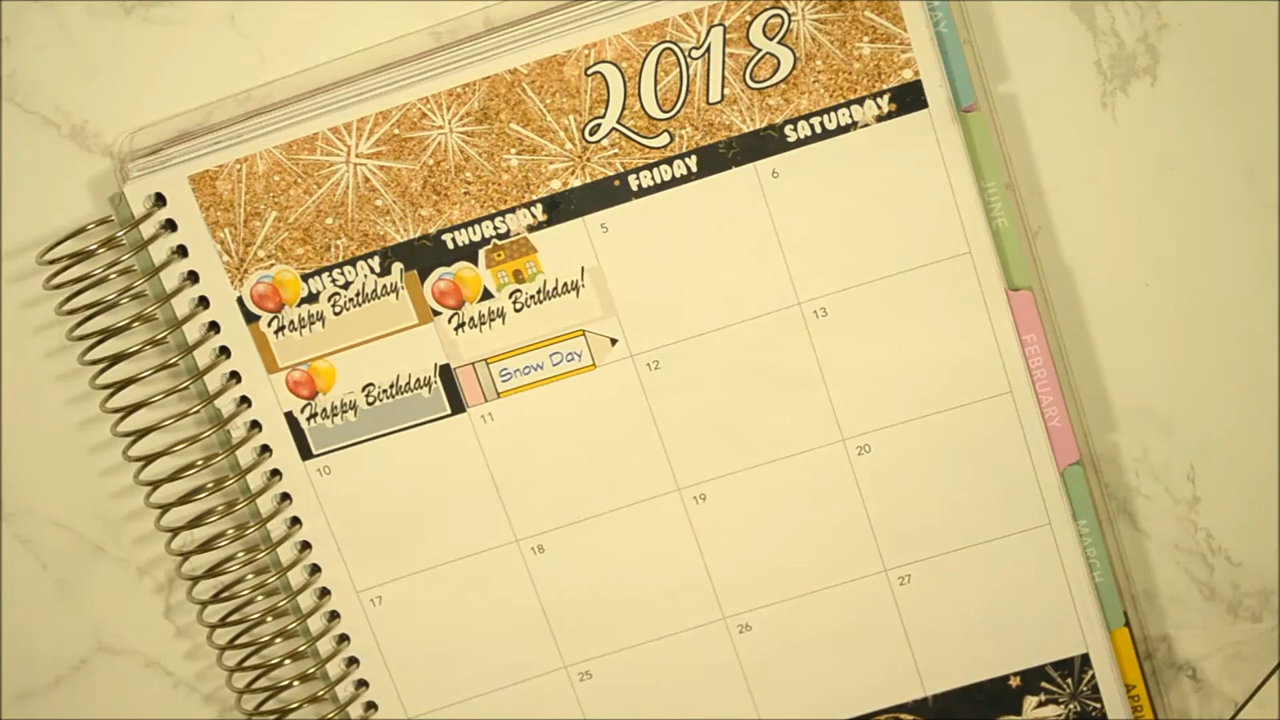 2018
THURSDAY
FRIDAY
SATURDAY
Happy Birthday!
Happy Birthday!
5
6
Happy Birthday!
Snow Day
10
11
12
13
17
18
19
20
25
26
27
MAY
JUNE
FEBRUARY
MARCH